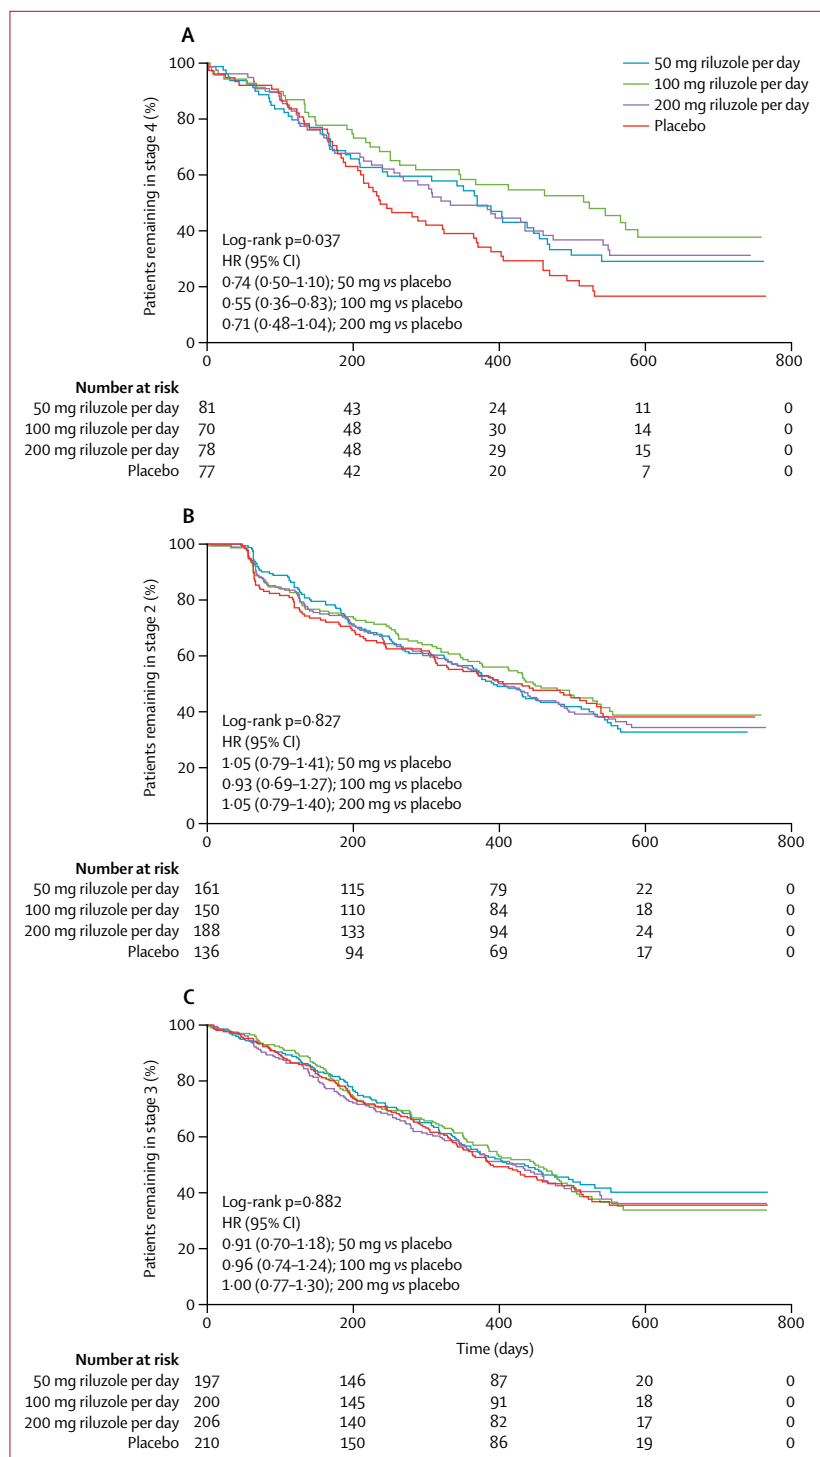 A
50 mg riluzole per day
100 mg riluzole per day
200 mg riluzole per day
Placebo
Patients remaining in stage 4 (%)
100
80
60
40
20
0
Log-rank p=0·037
HR (95% CI)
0·74 (0·50–1·10); 50 mg vs placebo
0·55 (0·36–0·83); 100 mg vs placebo
0·71 (0·48–1·04); 200 mg vs placebo
0 200 400 600 800
Number at risk
50 mg riluzole per day 81 43 24 11 0
100 mg riluzole per day 70 48 30 14 0
200 mg riluzole per day 78 48 29 15 0
Placebo 77 42 20 7 0
B
Patients remaining in stage 2 (%)
100
80
60
40
20
0
Log-rank p=0·827
HR (95% CI)
1·05 (0·79–1·41); 50 mg vs placebo
0·93 (0·69–1·27); 100 mg vs placebo
1·05 (0·79–1·40); 200 mg vs placebo
0 200 400 600 800
Number at risk
50 mg riluzole per day 161 115 79 22 0
100 mg riluzole per day 150 110 84 18 0
200 mg riluzole per day 188 133 94 24 0
Placebo 136 94 69 17 0
C
Patients remaining in stage 3 (%)
100
80
60
40
20
0
Log-rank p=0·882
HR (95% CI)
0·91 (0·70–1·18); 50 mg vs placebo
0·96 (0·74–1·24); 100 mg vs placebo
1·00 (0·77–1·30); 200 mg vs placebo
0 200 400 600 800
Time (days)
Number at risk
50 mg riluzole per day 197 146 87 20 0
100 mg riluzole per day 200 145 91 18 0
200 mg riluzole per day 206 140 82 17 0
Placebo 210 150 86 19 0